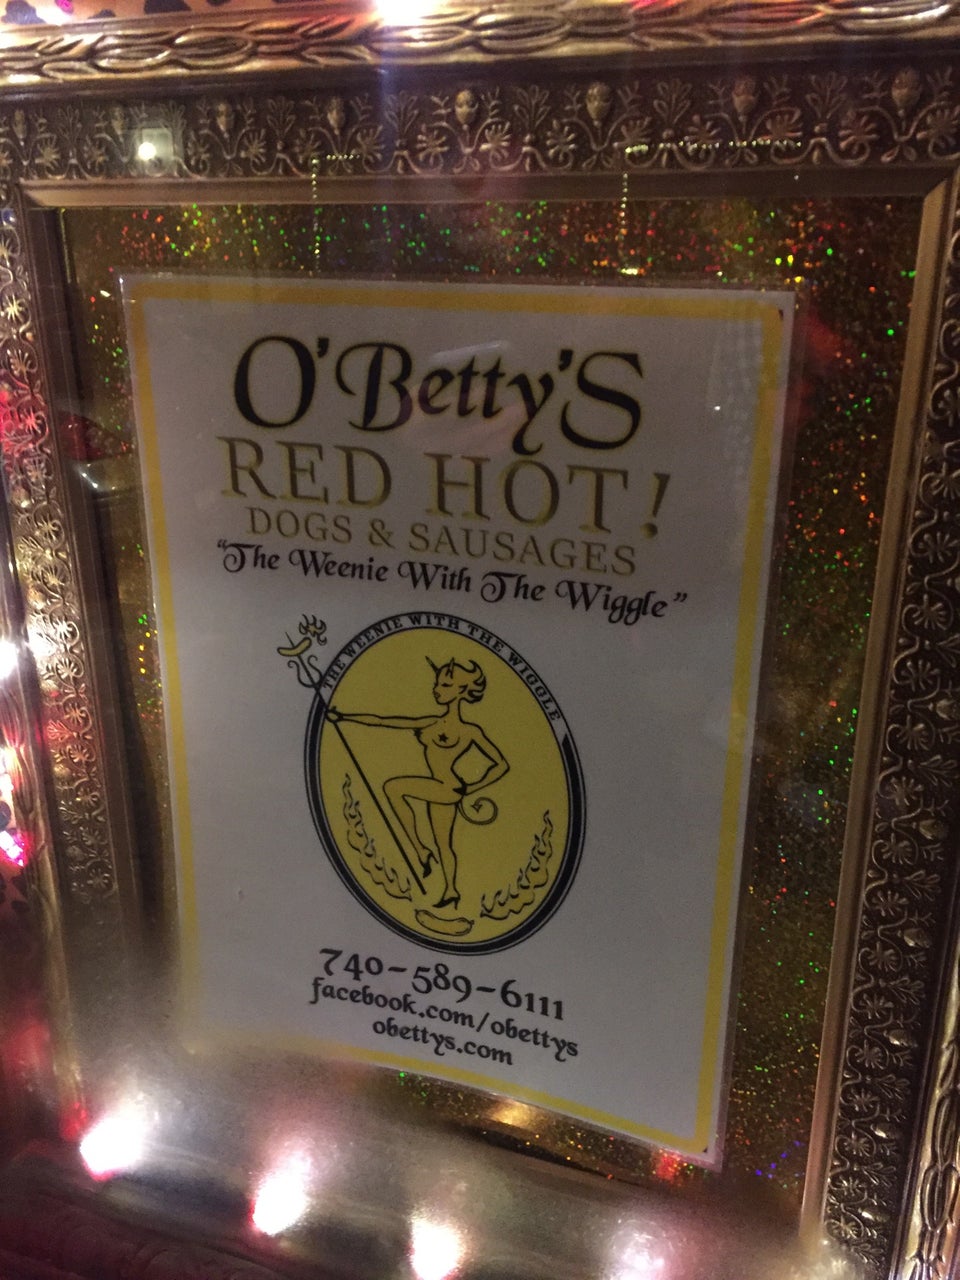 O'Betty'S
RED HOT!
DOGS & SAUSAGES
"The Weenie With The Wiggle"
THE WEENIE WITH THE WIGGLE
740-589-6111
facebook.com/obettys
obettys.com